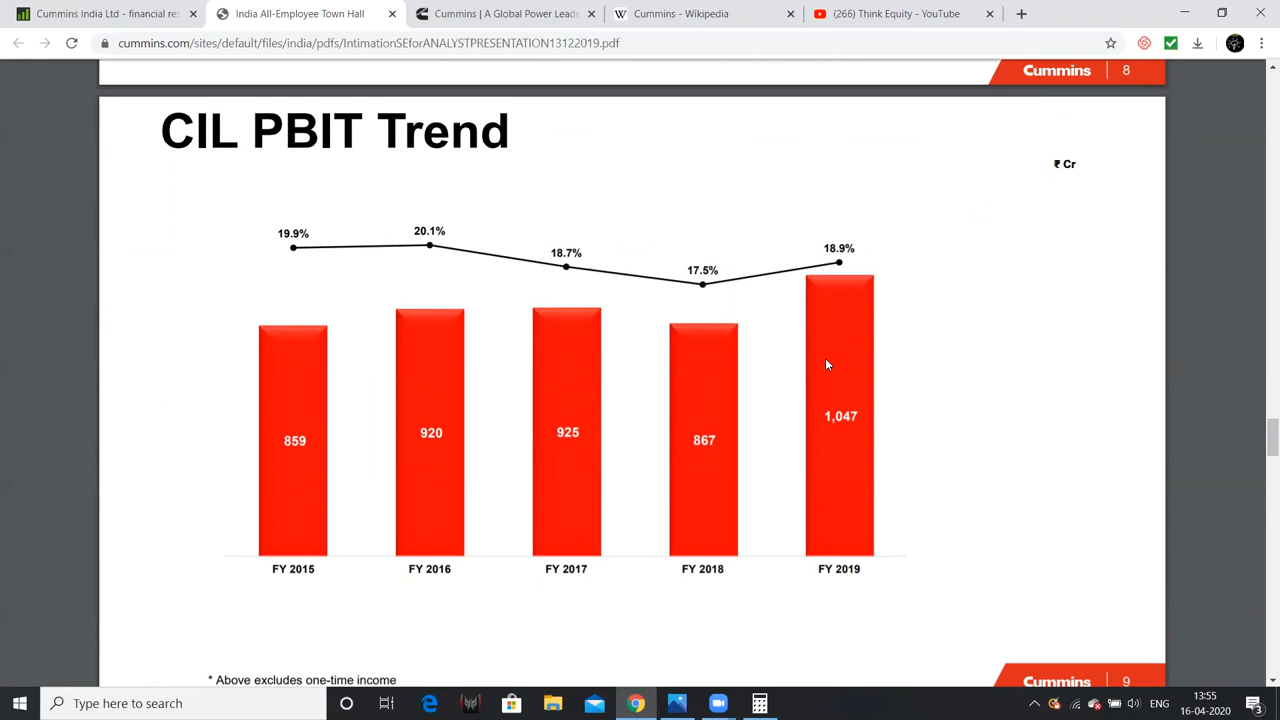 Cummins India Ltd - financial res
India All-Employee Town Hall
Cummins | A Global Power Leade
Cummins - Wikipedia
(266) Think Equity - YouTube
cummins.com/sites/default/files/india/pdfs/IntimationSEforANALYSTPRESENTATION13122019.pdf
Cummins 8
CIL PBIT Trend
₹ Cr
19.9% 20.1% 18.7% 17.5% 18.9%
859 920 925 867 1,047
FY 2015 FY 2016 FY 2017 FY 2018 FY 2019
* Above excludes one-time income
Cummins 9
Type here to search
ENG
13:55
16-04-2020
3